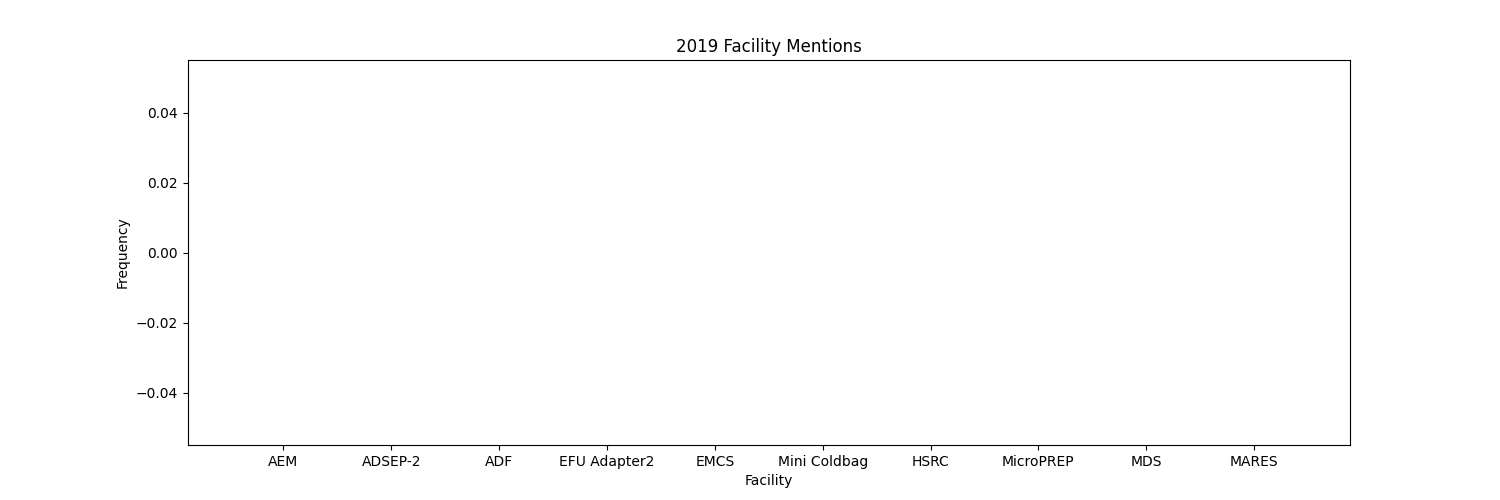 2019 Facility Mentions
0.04
0.02
0.00
−0.02
−0.04
Frequency
AEM ADSEP-2 ADF EFU Adapter2 EMCS Mini Coldbag HSRC MicroPREP MDS MARES
Facility